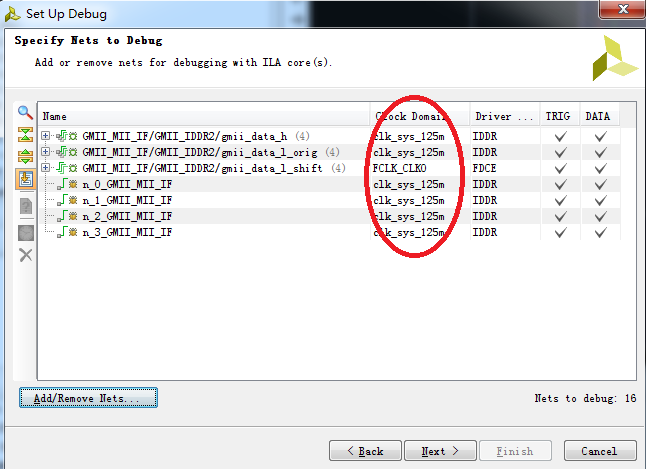 Set Up Debug
Specify Nets to Debug
Add or remove nets for debugging with ILA core(s).
Name Clock Domain Driver ... TRIG DATA
GMII_MII_IF/GMII_IDDR2/gmii_data_h (4) clk_sys_125m IDDR
GMII_MII_IF/GMII_IDDR2/gmii_data_l_orig (4) clk_sys_125m IDDR
GMII_MII_IF/GMII_IDDR2/gmii_data_l_shift (4) FCLK_CLK0 FDCE
n_0_GMII_MII_IF clk_sys_125m IDDR
n_1_GMII_MII_IF clk_sys_125m IDDR
n_2_GMII_MII_IF clk_sys_125m IDDR
n_3_GMII_MII_IF clk_sys_125m IDDR
Add/Remove Nets... Nets to debug: 16
< Back Next > Finish Cancel